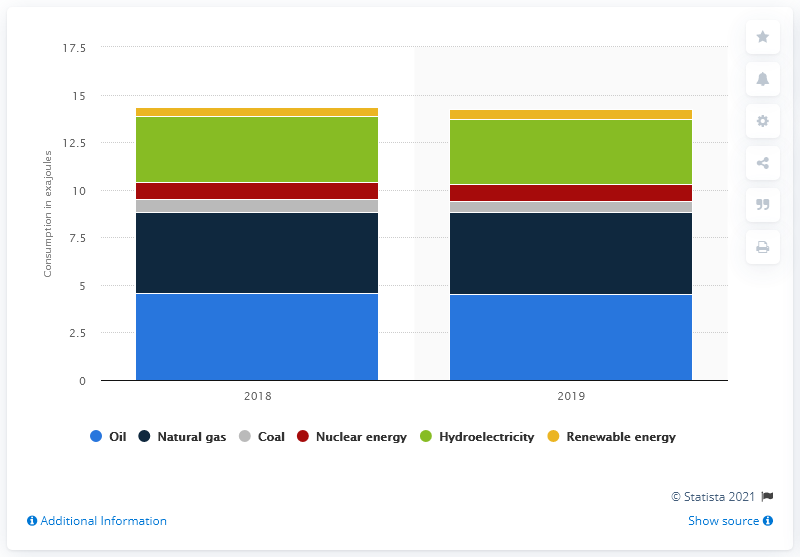 17.5
15
12.5
10
7.5
5
2.5
0
Consumption in exajoules
2018 2019
Oil Natural gas Coal Nuclear energy Hydroelectricity Renewable energy
© Statista 2021
Additional Information Show source